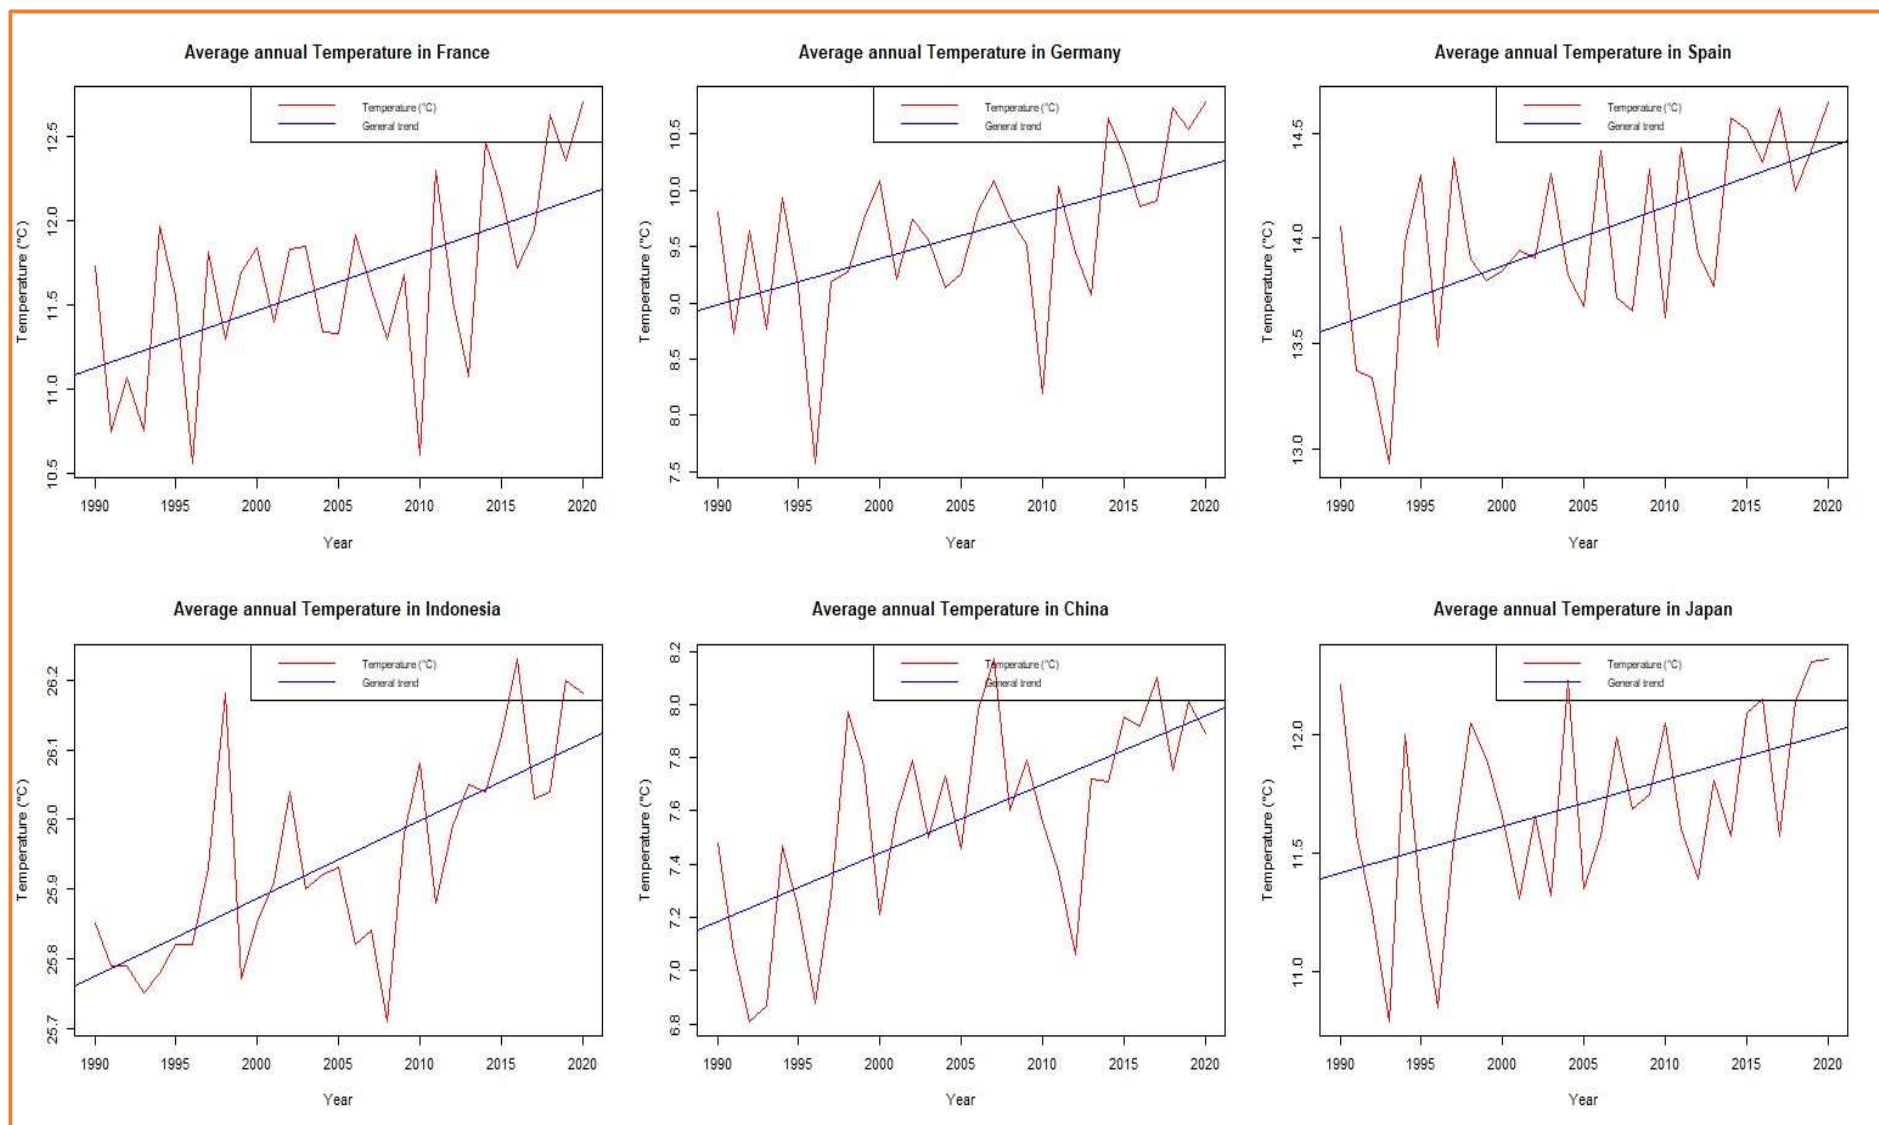 Average annual Temperature in France
Temperature (°C)
General trend
Temperature (°C)
12.5
12.0
11.5
11.0
10.5
1990 1995 2000 2005 2010 2015 2020
Year
Average annual Temperature in Germany
Temperature (°C)
General trend
Temperature (°C)
10.5
10.0
9.5
9.0
8.5
8.0
7.5
1990 1995 2000 2005 2010 2015 2020
Year
Average annual Temperature in Spain
Temperature (°C)
General trend
Temperature (°C)
14.5
14.0
13.5
13.0
1990 1995 2000 2005 2010 2015 2020
Year
Average annual Temperature in Indonesia
Temperature (°C)
General trend
Temperature (°C)
26.2
26.1
26.0
25.9
25.8
25.7
1990 1995 2000 2005 2010 2015 2020
Year
Average annual Temperature in China
Temperature (°C)
General trend
Temperature (°C)
8.2
8.0
7.8
7.6
7.4
7.2
7.0
6.8
1990 1995 2000 2005 2010 2015 2020
Year
Average annual Temperature in Japan
Temperature (°C)
General trend
Temperature (°C)
12.0
11.5
11.0
1990 1995 2000 2005 2010 2015 2020
Year